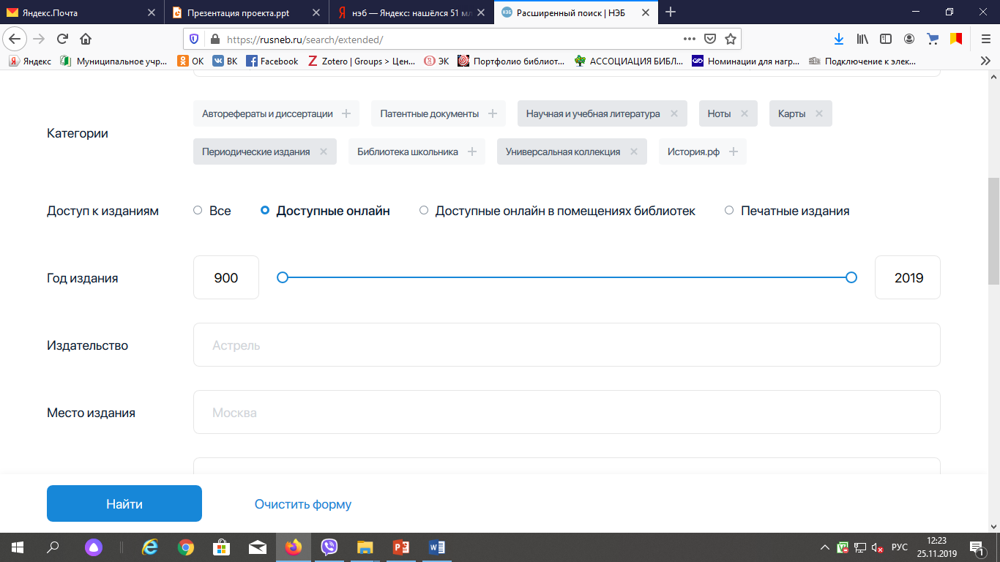 Яндекс.Почта
Презентация проекта.ppt
нэб — Яндекс: нашёлся 51 мл
Расширенный поиск | НЭБ
https://rusneb.ru/search/extended/
Яндекс
Муниципальное учр...
ОК
ВК
Facebook
Zotero | Groups > Цен...
ЭК
Портфолио библиот...
АССОЦИАЦИЯ БИБЛ...
Номинации для нагр...
Подключение к элек...
Категории
Авторефераты и диссертации
Патентные документы
Научная и учебная литература
Ноты
Карты
Периодические издания
Библиотека школьника
Универсальная коллекция
История.рф
Доступ к изданиям
Все
Доступные онлайн
Доступные онлайн в помещениях библиотек
Печатные издания
Год издания
900
2019
Издательство
Астрель
Место издания
Москва
Найти
Очистить форму
РУС
12:23
25.11.2019
1